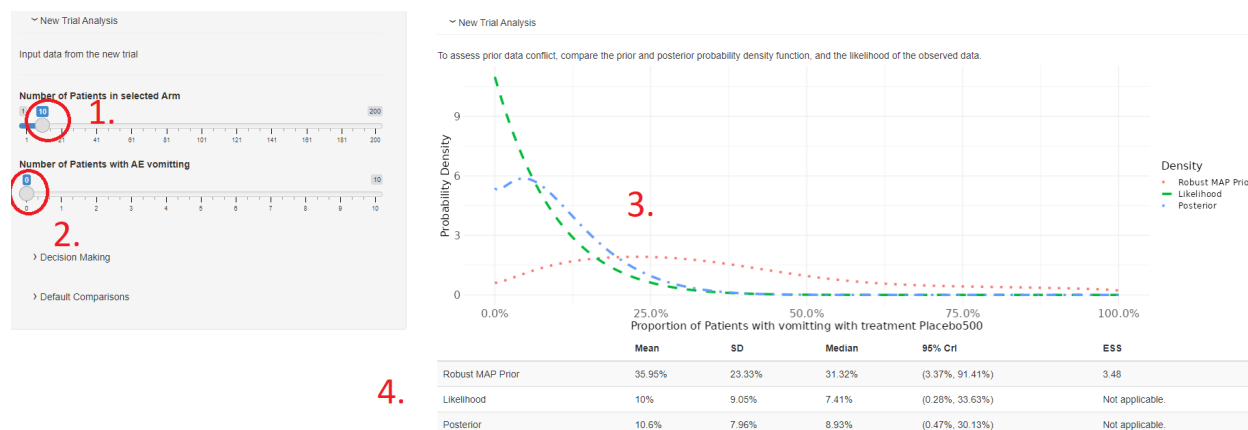 New Trial Analysis
Input data from the new trial
Number of Patients in selected Arm
1 10 200
1 21 41 61 81 101 121 141 161 181 200
1.
Number of Patients with AE vomitting
0 10
0 1 2 3 4 5 6 7 8 9 10
2.
Decision Making
Default Comparisons
New Trial Analysis
To assess prior data conflict, compare the prior and posterior probability density function, and the likelihood of the observed data.
Probability Density
9
6
3
0
3.
0.0% 25.0% 50.0% 75.0% 100.0%
Proportion of Patients with vomitting with treatment Placebo500
Density
Robust MAP Prior
Likelihood
Posterior
4.
Mean SD Median 95% CrI ESS
Robust MAP Prior 35.95% 23.33% 31.32% (3.37%, 91.41%) 3.48
Likelihood 10% 9.05% 7.41% (0.28%, 33.63%) Not applicable.
Posterior 10.6% 7.96% 8.93% (0.47%, 30.13%) Not applicable.